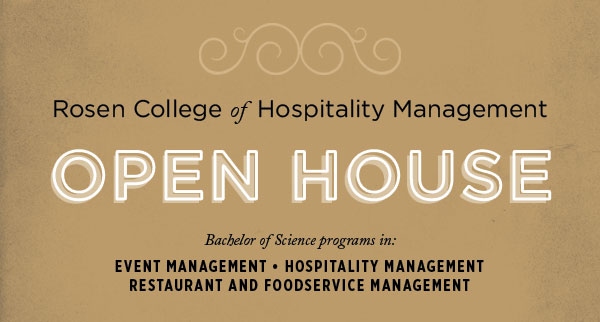 Rosen College of Hospitality Management
OPEN HOUSE
Bachelor of Science programs in:
EVENT MANAGEMENT • HOSPITALITY MANAGEMENT
RESTAURANT AND FOODSERVICE MANAGEMENT